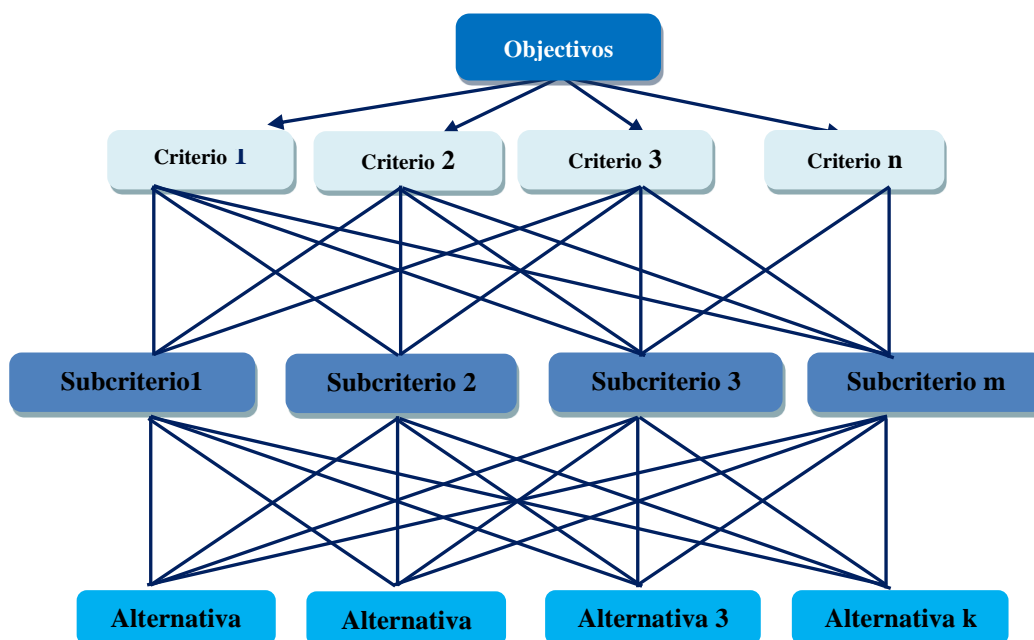 Objectivos
Criterio 1
Criterio 2
Criterio 3
Criterio n
Subcriterio1
Subcriterio 2
Subcriterio 3
Subcriterio m
Alternativa
Alternativa
Alternativa 3
Alternativa k